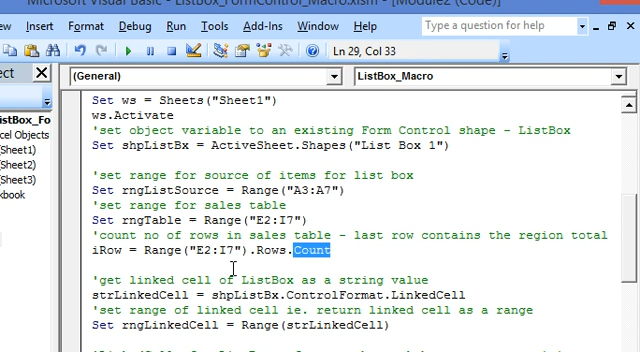 Microsoft Visual Basic - ListBox_FormControl_Macro.xlsm - [Module2 (Code)]
ew Insert Format Debug Run Tools Add-Ins Window Help Type a question for help
Ln 29, Col 33
ect
(General) ListBox_Macro
istBox_Fo
cel Objects
Sheet1)
Sheet2)
Sheet3)
kbook
Set ws = Sheets("Sheet1")
ws.Activate
'set object variable to an existing Form Control shape - ListBox
Set shpListBx = ActiveSheet.Shapes("List Box 1")
'set range for source of items for list box
Set rngListSource = Range("A3:A7")
'set range for sales table
Set rngTable = Range("E2:I7")
'count no of rows in sales table - last row contains the region total
iRow = Range("E2:I7").Rows.Count
'get linked cell of ListBox as a string value
strLinkedCell = shpListBx.ControlFormat.LinkedCell
'set range of linked cell ie. return linked cell as a range
Set rngLinkedCell = Range(strLinkedCell)